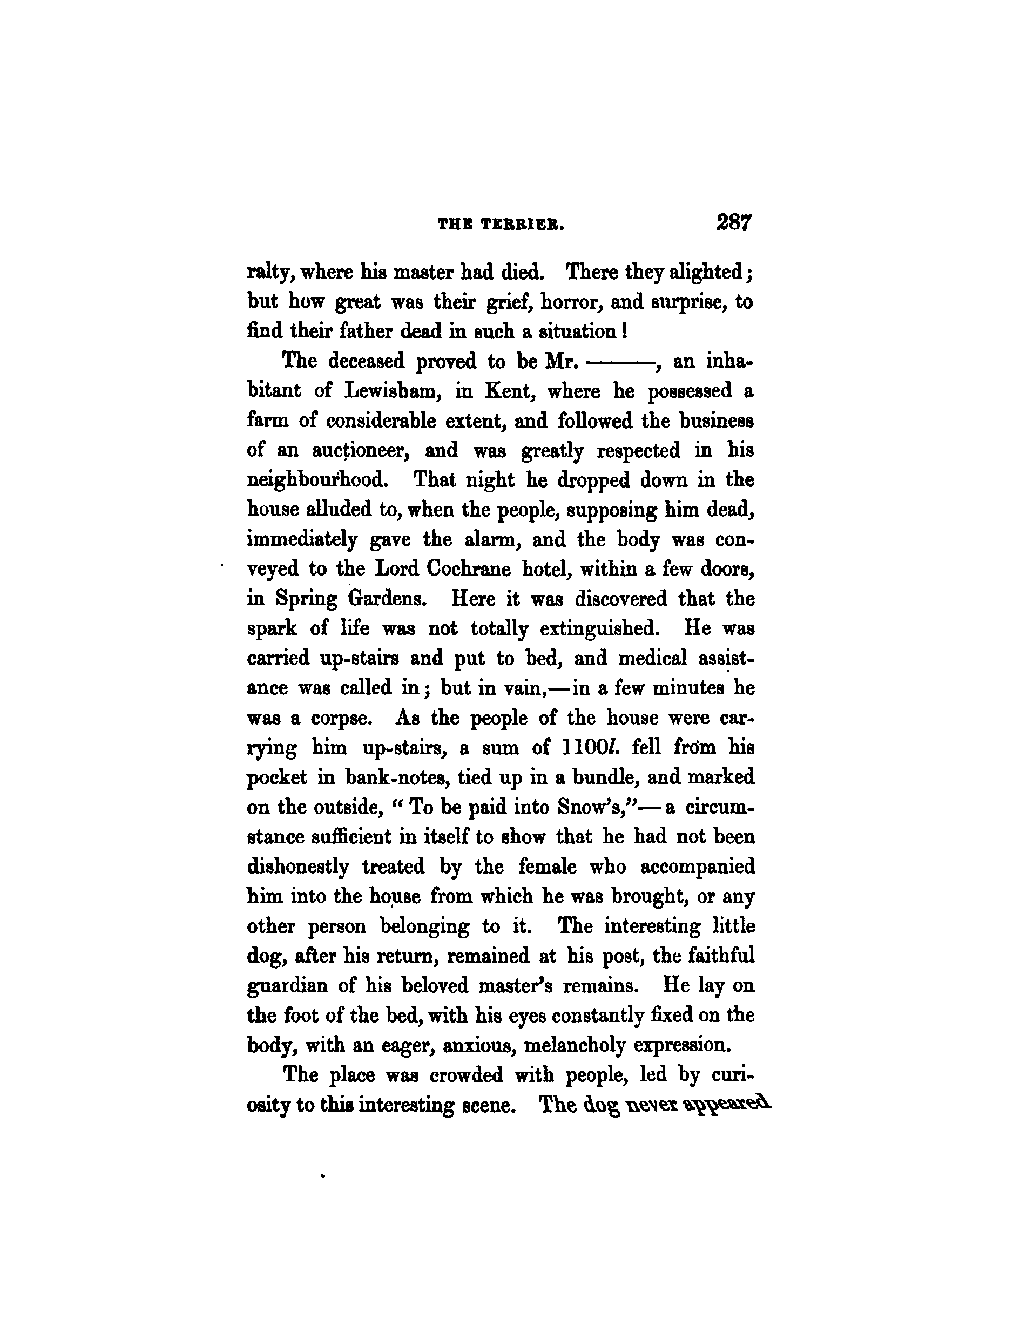 THE TERRIER. 287
ralty, where his master had died. There they alighted;
but how great was their grief, horror, and surprise, to
find their father dead in such a situation!
The deceased proved to be Mr. ———, an inha-
bitant of Lewisham, in Kent, where he possessed a
farm of considerable extent, and followed the business
of an auctioneer, and was greatly respected in his
neighbourhood. That night he dropped down in the
house alluded to, when the people, supposing him dead,
immediately gave the alarm, and the body was con-
veyed to the Lord Cochrane hotel, within a few doors,
in Spring Gardens. Here it was discovered that the
spark of life was not totally extinguished. He was
carried up-stairs and put to bed, and medical assist-
ance was called in; but in vain,—in a few minutes he
was a corpse. As the people of the house were car-
rying him up-stairs, a sum of 1100l. fell from his
pocket in bank-notes, tied up in a bundle, and marked
on the outside, “To be paid into Snow’s,”—a circum-
stance sufficient in itself to show that he had not been
dishonestly treated by the female who accompanied
him into the house from which he was brought, or any
other person belonging to it. The interesting little
dog, after his return, remained at his post, the faithful
guardian of his beloved master’s remains. He lay on
the foot of the bed, with his eyes constantly fixed on the
body, with an eager, anxious, melancholy expression.
The place was crowded with people, led by curi-
osity to this interesting scene. The dog never appeared